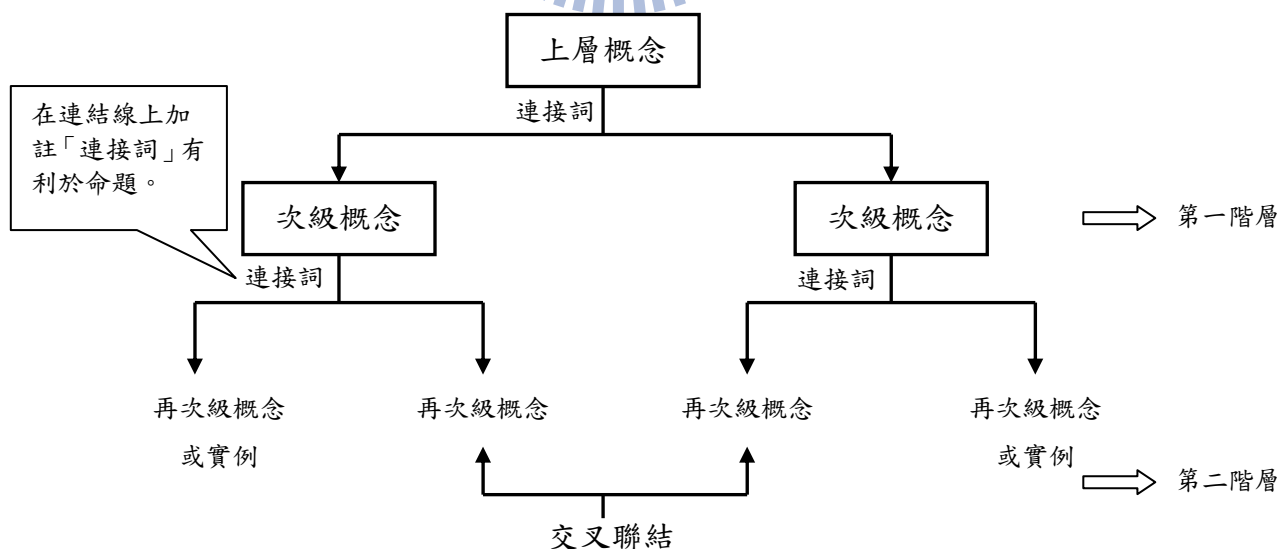 上層概念
連接詞
在連結線上加
註「連接詞」有
利於命題。
次級概念
次級概念
第一階層
連接詞
連接詞
再次級概念
或實例
再次級概念
再次級概念
再次級概念
或實例
第二階層
交叉聯結